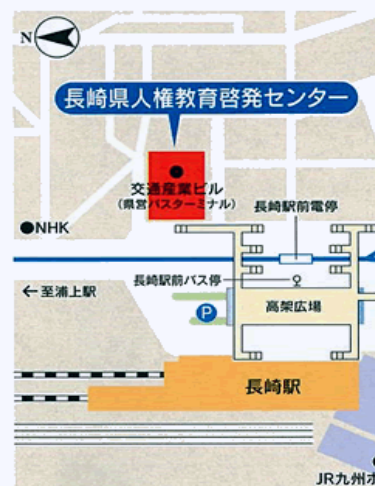 N
長崎県人権教育啓発センター
交通産業ビル
(県営バスターミナル)
長崎駅前電停
NHK
長崎駅前バス停
←至浦上駅
P
高架広場
長崎駅
JR九州ホ